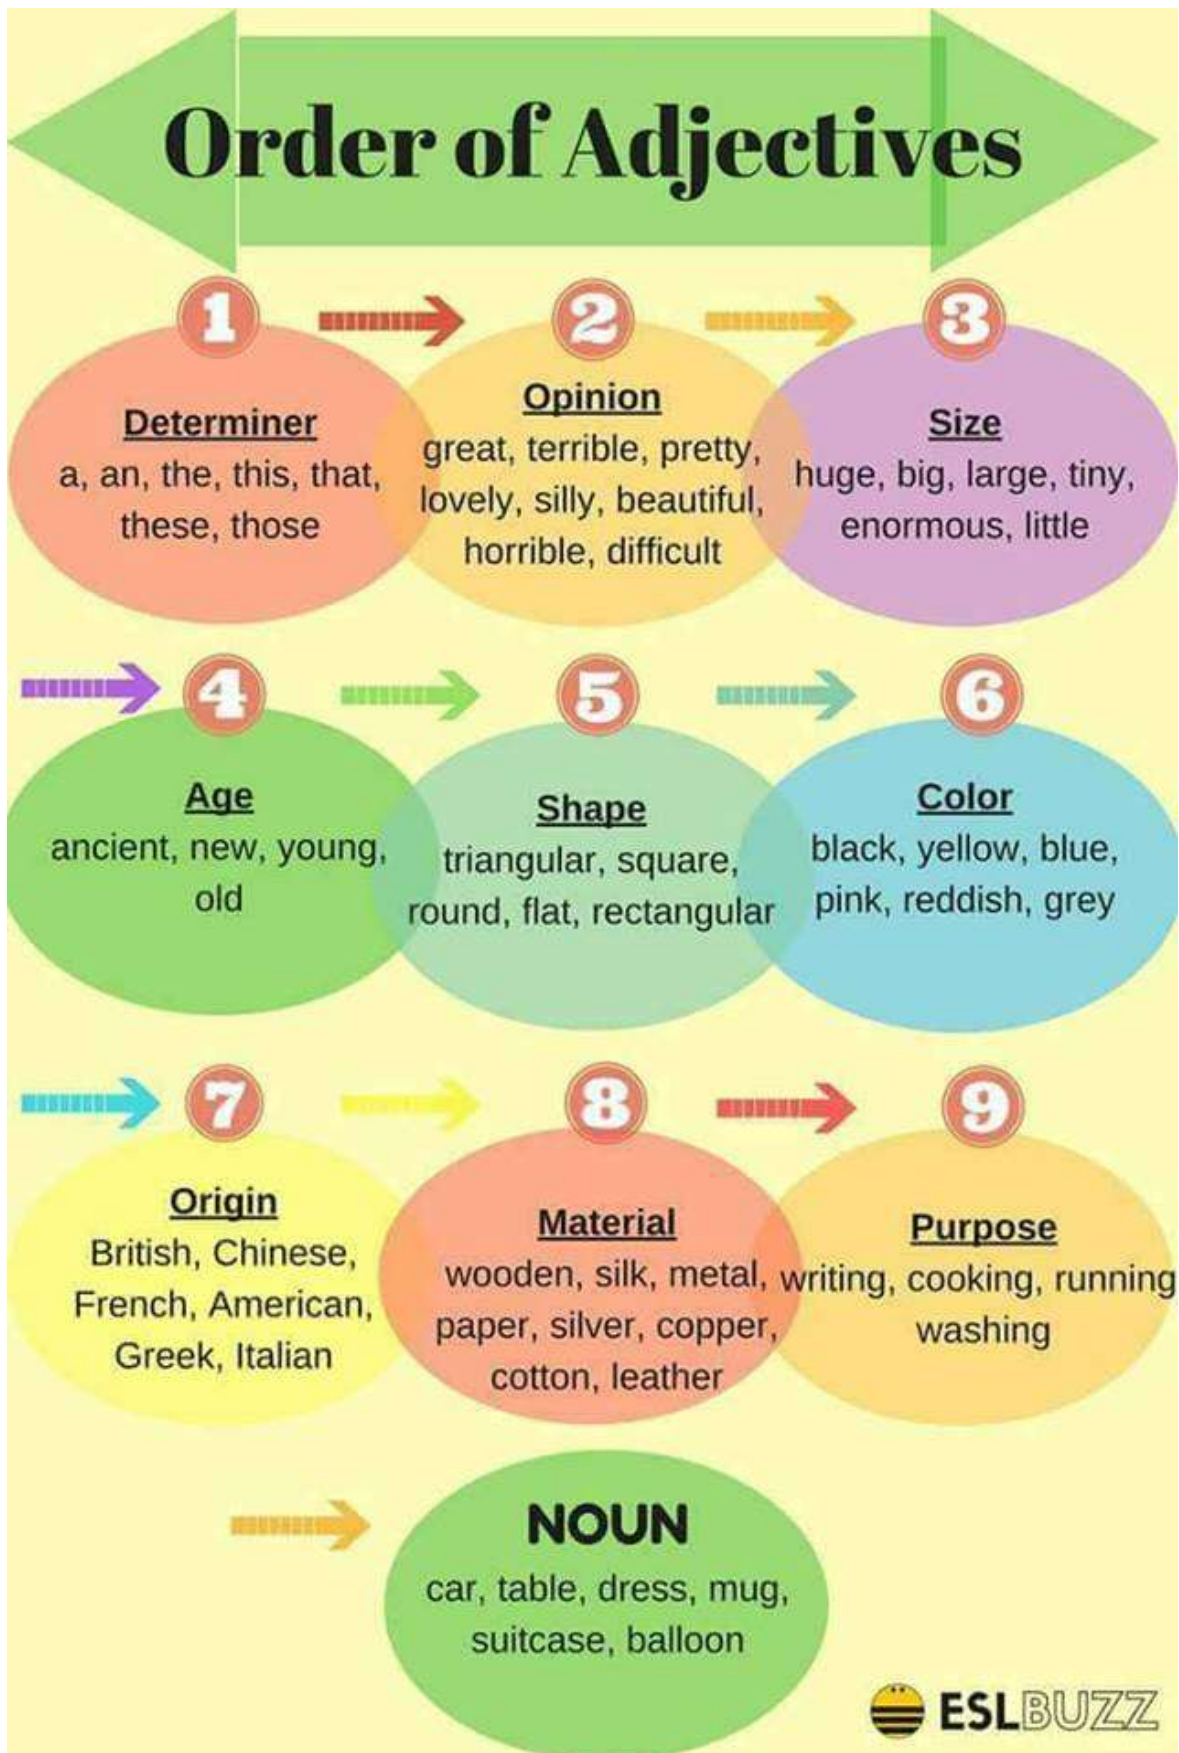 Order of Adjectives
1
2
3
Determiner
a, an, the, this, that,
these, those
Opinion
great, terrible, pretty,
lovely, silly, beautiful,
horrible, difficult
Size
huge, big, large, tiny,
enormous, little
4
5
6
Age
ancient, new, young,
old
Shape
triangular, square,
round, flat, rectangular
Color
black, yellow, blue,
pink, reddish, grey
7
8
9
Origin
British, Chinese,
French, American,
Greek, Italian
Material
wooden, silk, metal,
paper, silver, copper,
cotton, leather
Purpose
writing, cooking, running
washing
NOUN
car, table, dress, mug,
suitcase, balloon
ESLBUZZ